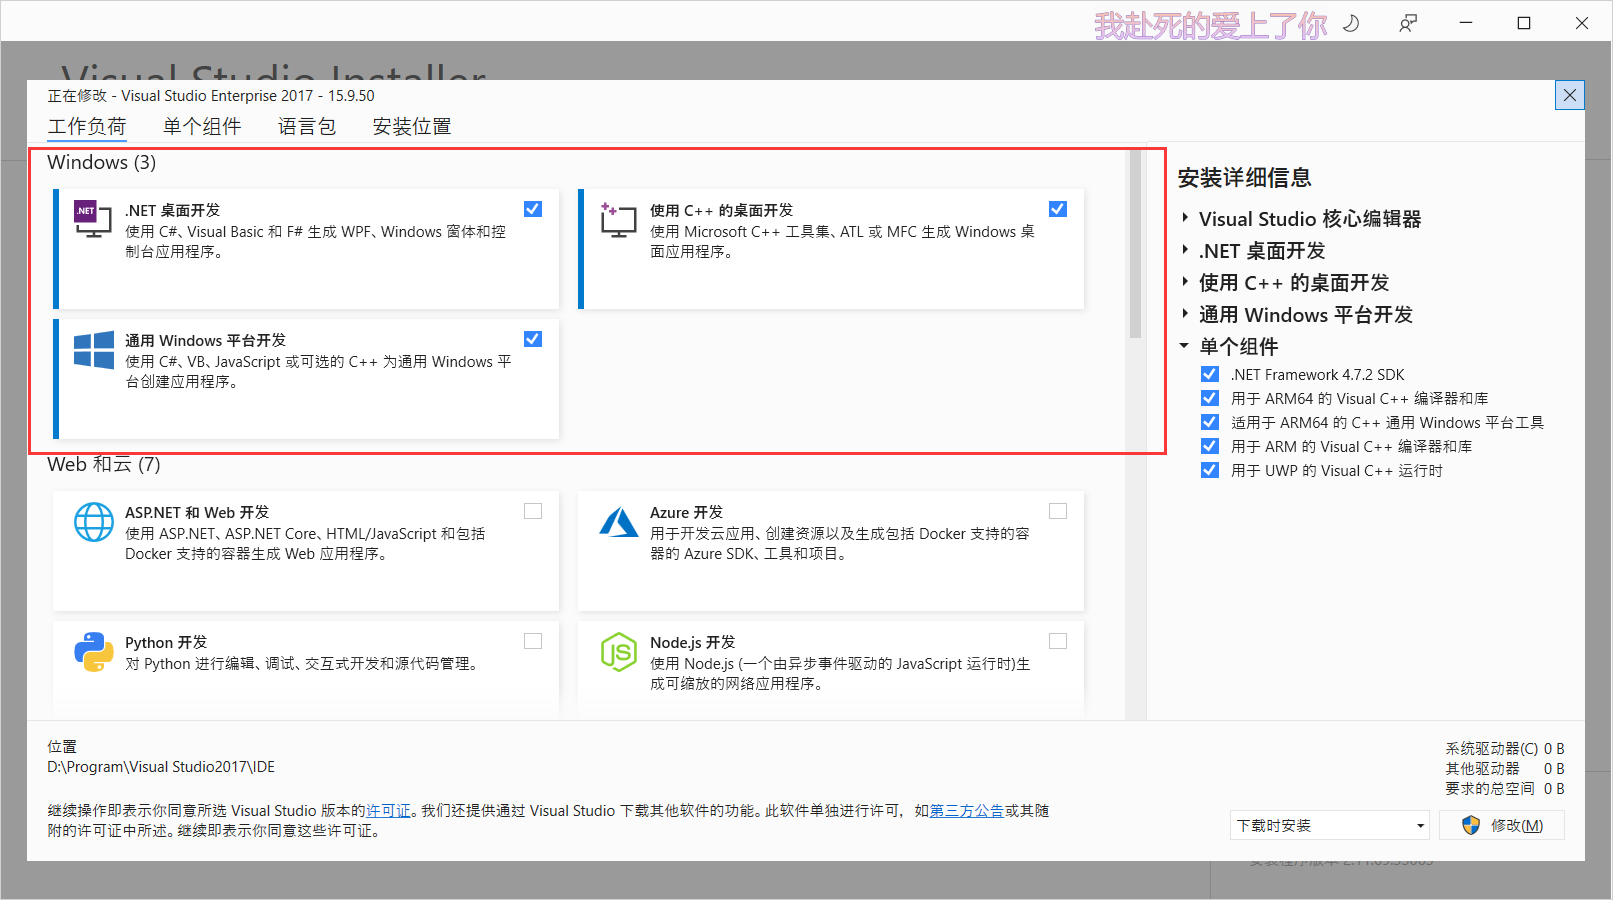 我赴死的爱上了你
Visual Studio Installer
正在修改 - Visual Studio Enterprise 2017 - 15.9.50
工作负荷 单个组件 语言包 安装位置
Windows (3)
.NET 桌面开发
使用 C#、Visual Basic 和 F# 生成 WPF、Windows 窗体和控
制台应用程序。
使用 C++ 的桌面开发
使用 Microsoft C++ 工具集、ATL 或 MFC 生成 Windows 桌
面应用程序。
通用 Windows 平台开发
使用 C#、VB、JavaScript 或可选的 C++ 为通用 Windows 平
台创建应用程序。
Web 和云 (7)
ASP.NET 和 Web 开发
使用 ASP.NET、ASP.NET Core、HTML/JavaScript 和包括
Docker 支持的容器生成 Web 应用程序。
Azure 开发
用于开发云应用、创建资源以及生成包括 Docker 支持的容
器的 Azure SDK、工具和项目。
Python 开发
对 Python 进行编辑、调试、交互式开发和源代码管理。
Node.js 开发
使用 Node.js (一个由异步事件驱动的 JavaScript 运行时)生
成可缩放的网络应用程序。
安装详细信息
Visual Studio 核心编辑器
.NET 桌面开发
使用 C++ 的桌面开发
通用 Windows 平台开发
单个组件
.NET Framework 4.7.2 SDK
用于 ARM64 的 Visual C++ 编译器和库
适用于 ARM64 的 C++ 通用 Windows 平台工具
用于 ARM 的 Visual C++ 编译器和库
用于 UWP 的 Visual C++ 运行时
位置
D:\Program\Visual Studio2017\IDE
继续操作即表示你同意所选 Visual Studio 版本的许可证。我们还提供通过 Visual Studio 下载其他软件的功能。此软件单独进行许可，如第三方公告或其随
附的许可证中所述。继续即表示你同意这些许可证。
系统驱动器(C) 0 B
其他驱动器 0 B
要求的总空间 0 B
下载时安装
修改(M)